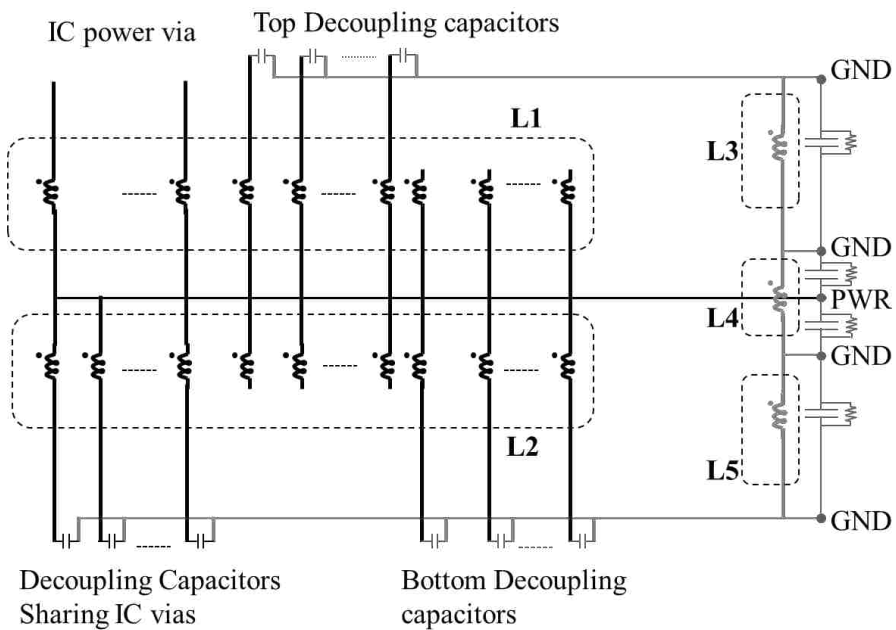 IC power via
Top Decoupling capacitors
GND
L1
L3
GND
L4
PWR
GND
L2
L5
GND
Decoupling Capacitors
Sharing IC vias
Bottom Decoupling
capacitors